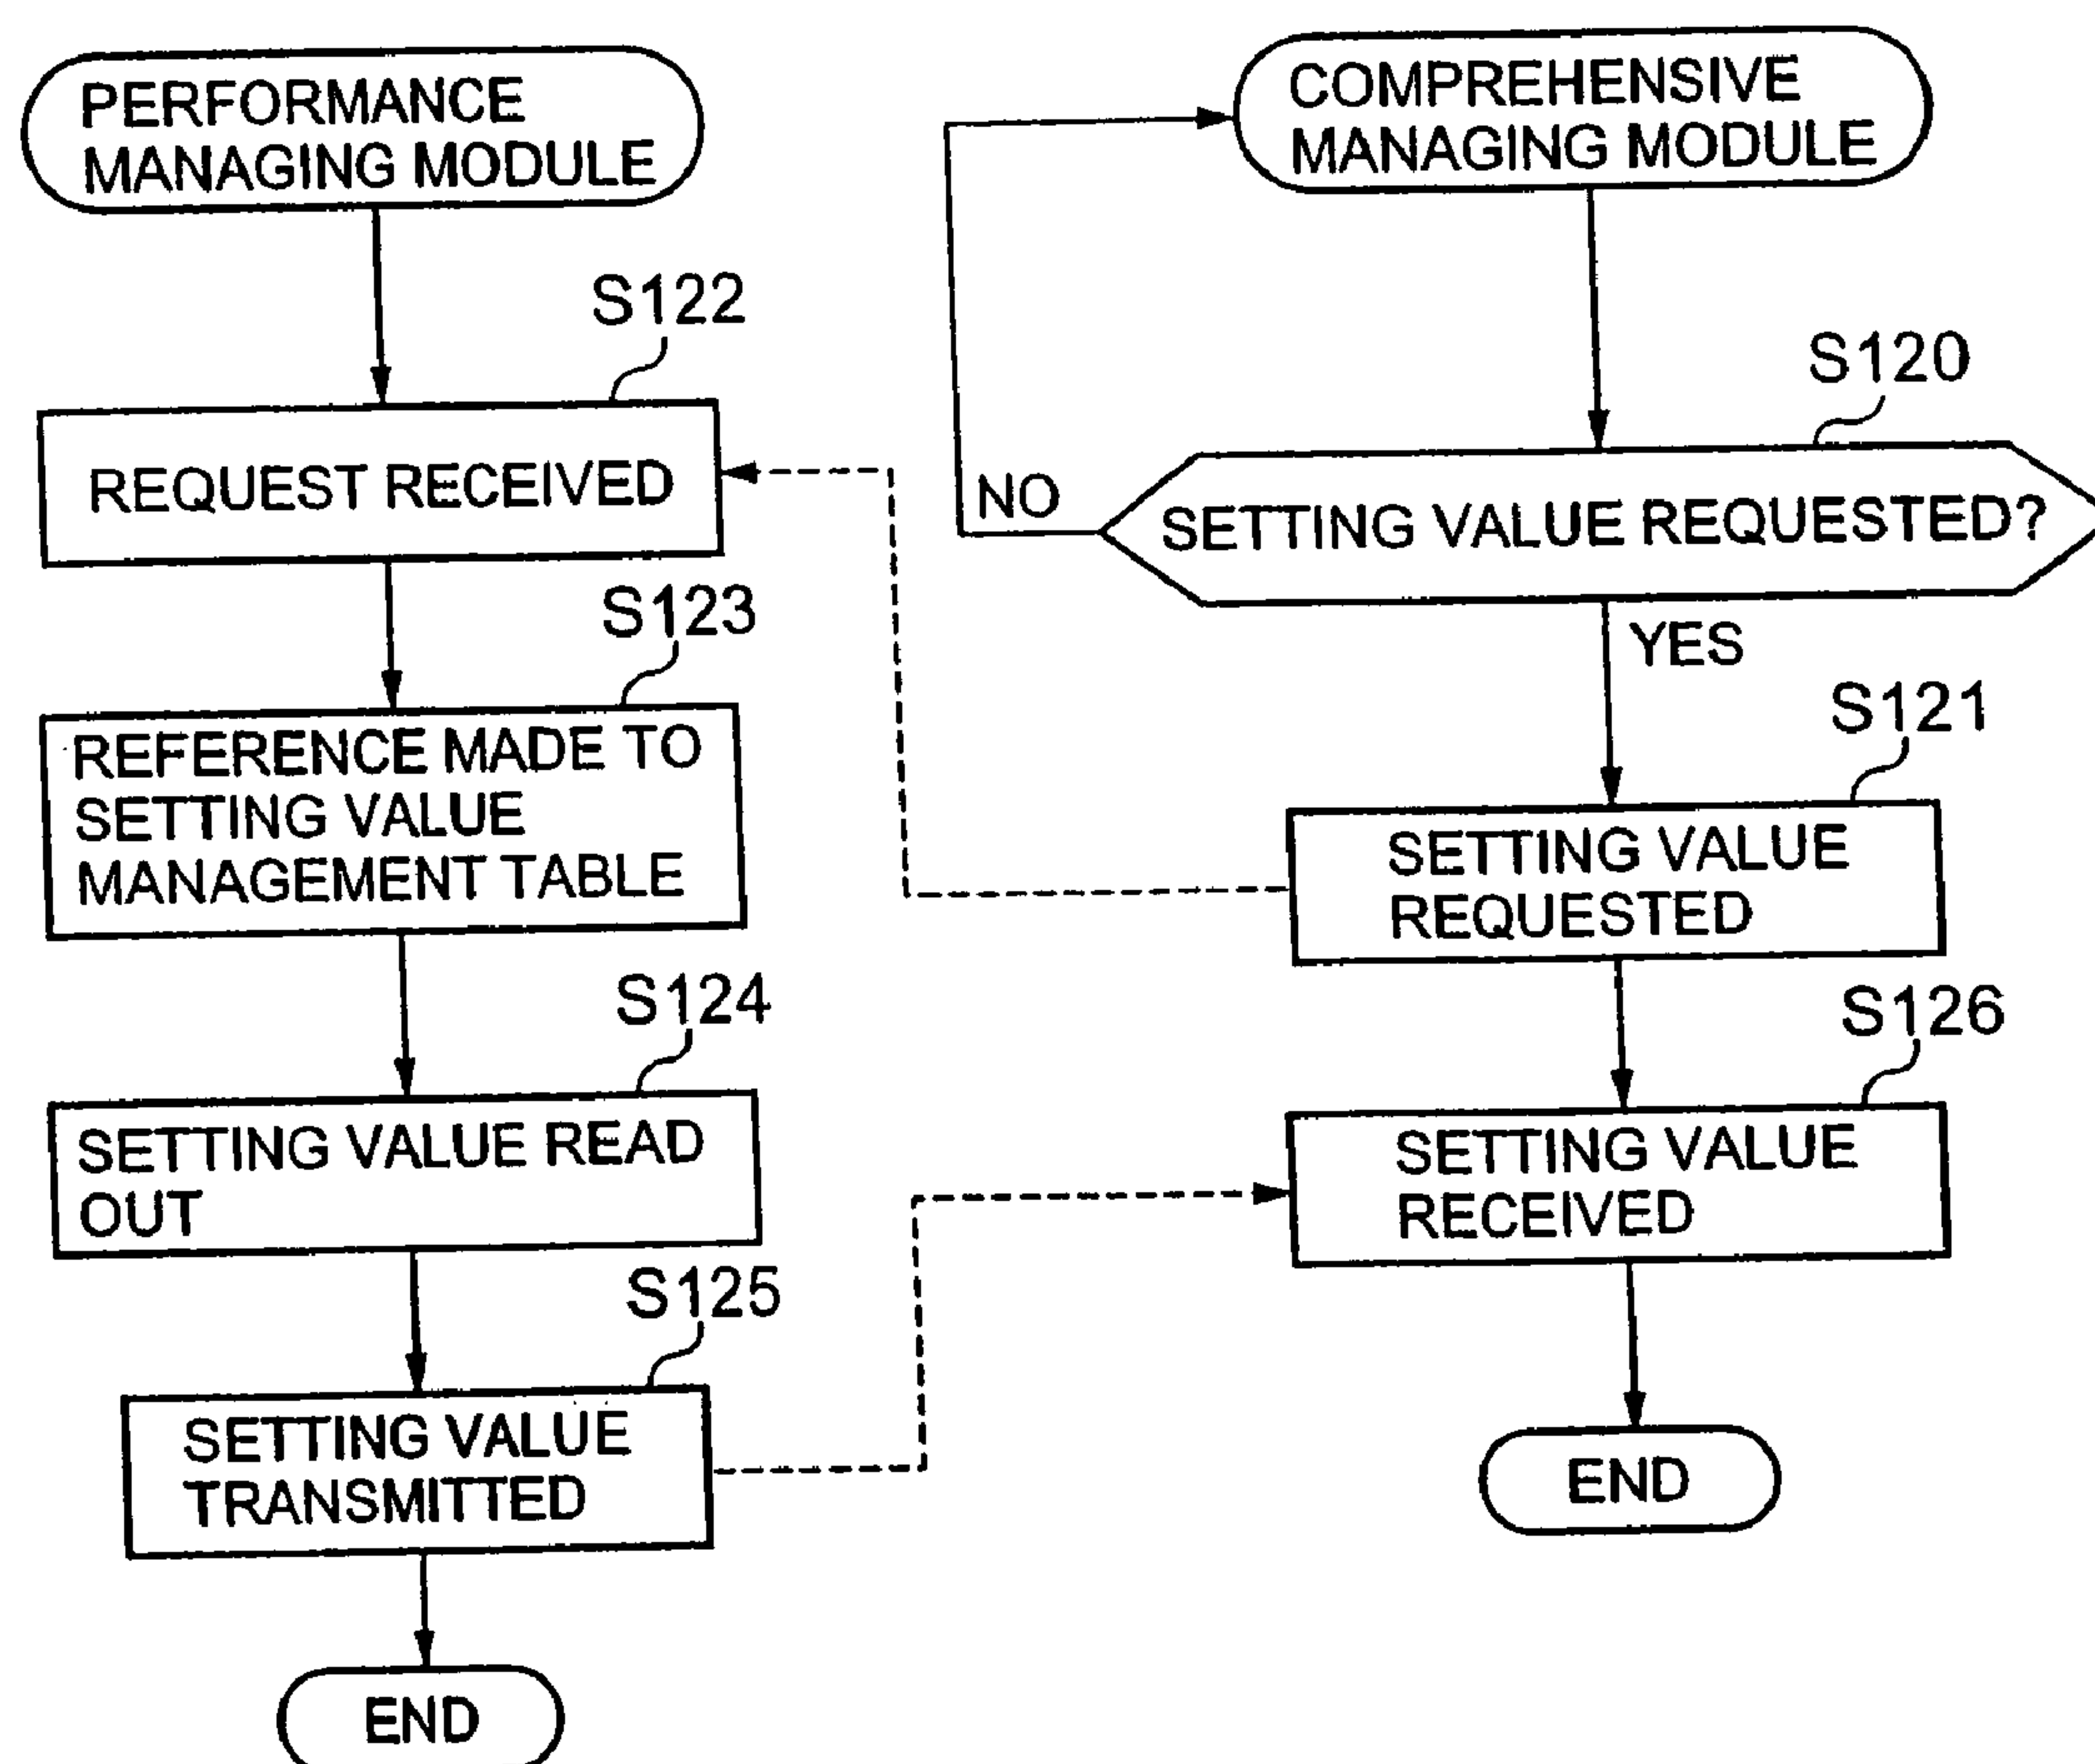 PERFORMANCE
MANAGING MODULE
S122
REQUEST RECEIVED
S123
REFERENCE MADE TO
SETTING VALUE
MANAGEMENT TABLE
S124
SETTING VALUE READ
OUT
S125
SETTING VALUE
TRANSMITTED
END
COMPREHENSIVE
MANAGING MODULE
S120
NO
SETTING VALUE REQUESTED?
YES
S121
SETTING VALUE
REQUESTED
S126
SETTING VALUE
RECEIVED
END